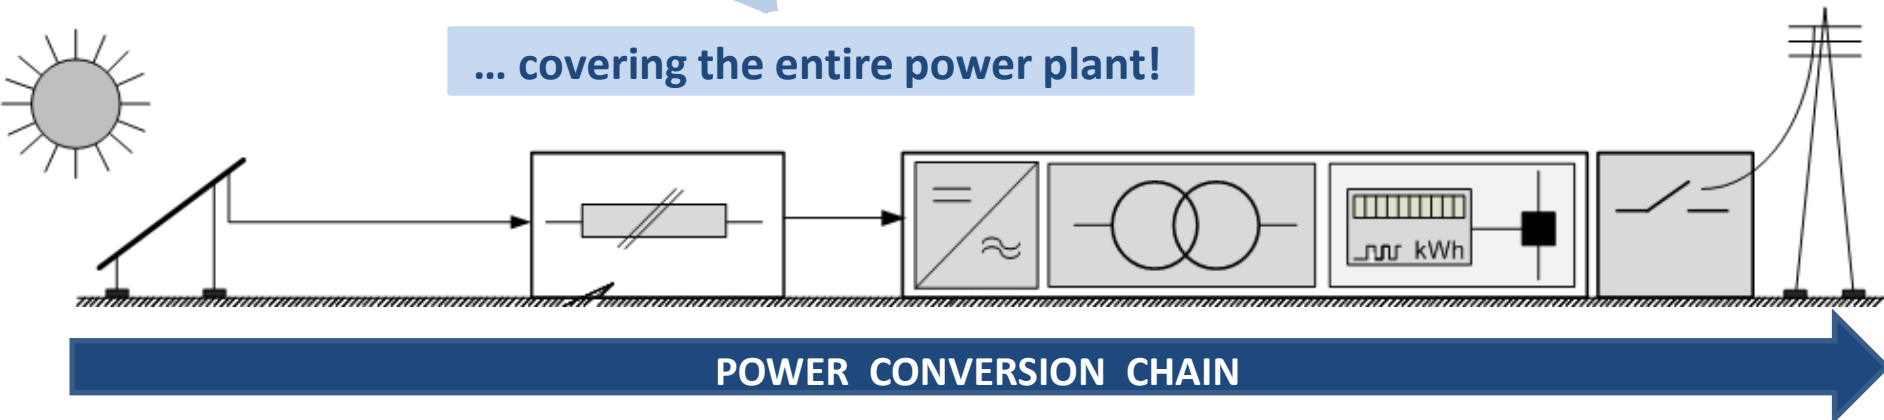 … covering the entire power plant!
kWh
POWER CONVERSION CHAIN